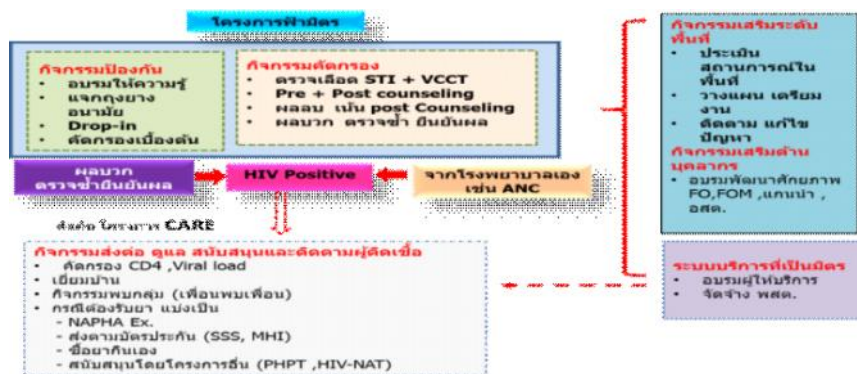 โครงการฟ้ามิตร
กิจกรรมป้องกัน
• อบรมให้ความรู้
• แจกถุงยาง
อนามัย
• Drop-in
• คัดกรองเบื้องต้น
กิจกรรมคัดกรอง
• ตรวจเลือด STI + VCCT
• Pre + Post counseling
• ผลลบ เน้น post Counseling
• ผลบวก ตรวจซ้ำ ยืนยันผล
ผลบวก
ตรวจซ้ำยืนยันผล
HIV Positive
จากโรงพยาบาลเอง
เช่น ANC
ส่งต่อ โครงการ CARE
กิจกรรมส่งต่อ ดูแล สนับสนุนและติดตามผู้ติดเชื้อ
• คัดกรอง CD4 ,Viral load
• เยี่ยมบ้าน
• กิจกรรมพบกลุ่ม (เพื่อนพบเพื่อน)
• กรณีต้องรับยา แบ่งเป็น
- NAPHA Ex.
- ส่งตามบัตรประกัน (SSS, MHI)
- ซื้อยากินเอง
- สนับสนุนโดยโครงการอื่น (PHPT ,HIV-NAT)
กิจกรรมเสริมระดับ
พื้นที่
• ประเมิน
สถานการณ์ใน
พื้นที่
• วางแผน เตรียม
งาน
• ติดตาม แก้ไข
ปัญหา
กิจกรรมเสริมด้าน
บุคลากร
• อบรมพัฒนาศักยภาพ
FO,FOM ,แกนนำ ,
อสต.
ระบบบริการที่เป็นมิตร
• อบรมผู้ให้บริการ
• จัดจ้าง พสต.